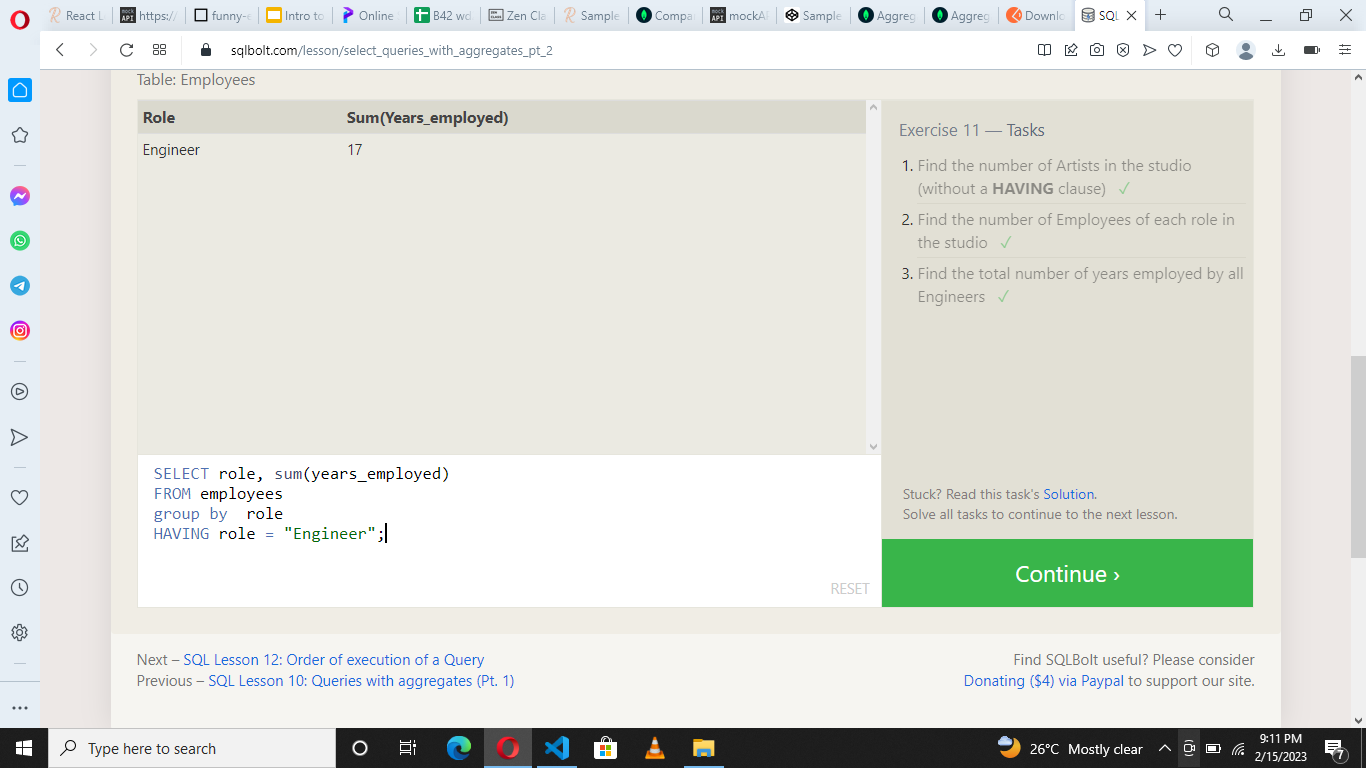 React L
https://
funny-e
Intro to
Online
B42 wd
Zen Cla
Sample
Compa
mockA
Sample
Aggreg
Aggreg
Downlo
SQL
sqlbolt.com/lesson/select_queries_with_aggregates_pt_2
Table: Employees
Role Sum(Years_employed)
Engineer 17
Exercise 11 — Tasks
1. Find the number of Artists in the studio
(without a HAVING clause) ✓
2. Find the number of Employees of each role in
the studio ✓
3. Find the total number of years employed by all
Engineers ✓
SELECT role, sum(years_employed)
FROM employees
group by  role
HAVING role = "Engineer";
RESET
Stuck? Read this task's Solution.
Solve all tasks to continue to the next lesson.
Continue ›
Next – SQL Lesson 12: Order of execution of a Query
Previous – SQL Lesson 10: Queries with aggregates (Pt. 1)
Find SQLBolt useful? Please consider
Donating ($4) via Paypal to support our site.
Type here to search
26°C Mostly clear
9:11 PM
2/15/2023
7